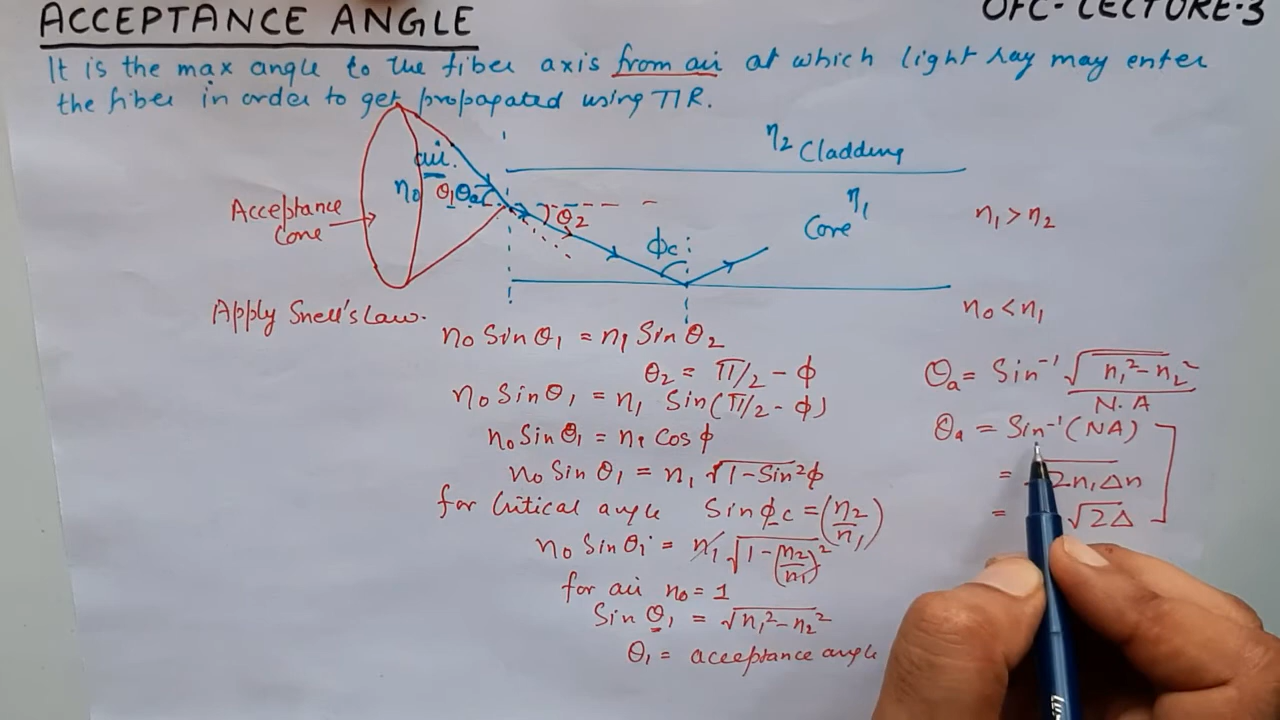 ACCEPTANCE ANGLE
OFC-LECTURE-3
It is the max angle to the fiber axis from air at which light ray may enter
the fiber in order to get propagated using TIR.
η2 Cladding
air.
η0 θ1 θa
θ2
η1
Core
Acceptance
Cone
ϕc
n1 > n2
n0 < n1
Apply Snell's Law.
n0 Sin θ1 = n1 Sin θ2
θ2 = π/2 - ϕ
n0 Sin θ1 = n1 Sin(π/2 - ϕ)
n0 Sin θ1 = n1 Cos ϕ
n0 Sin θ1 = n1 √1-Sin²ϕ
for Critical angle Sin ϕc = (n2/n1)
n0 Sin θ1 = n1 √1-(n2/n1)²
for air n0 = 1
Sin θ1 = √n1²-n2²
θ1 = acceptance angle
θa = Sin⁻¹ √n1²-n2²
N.A
θa = Sin⁻¹(NA)
= 2n1Δn
= √2Δ